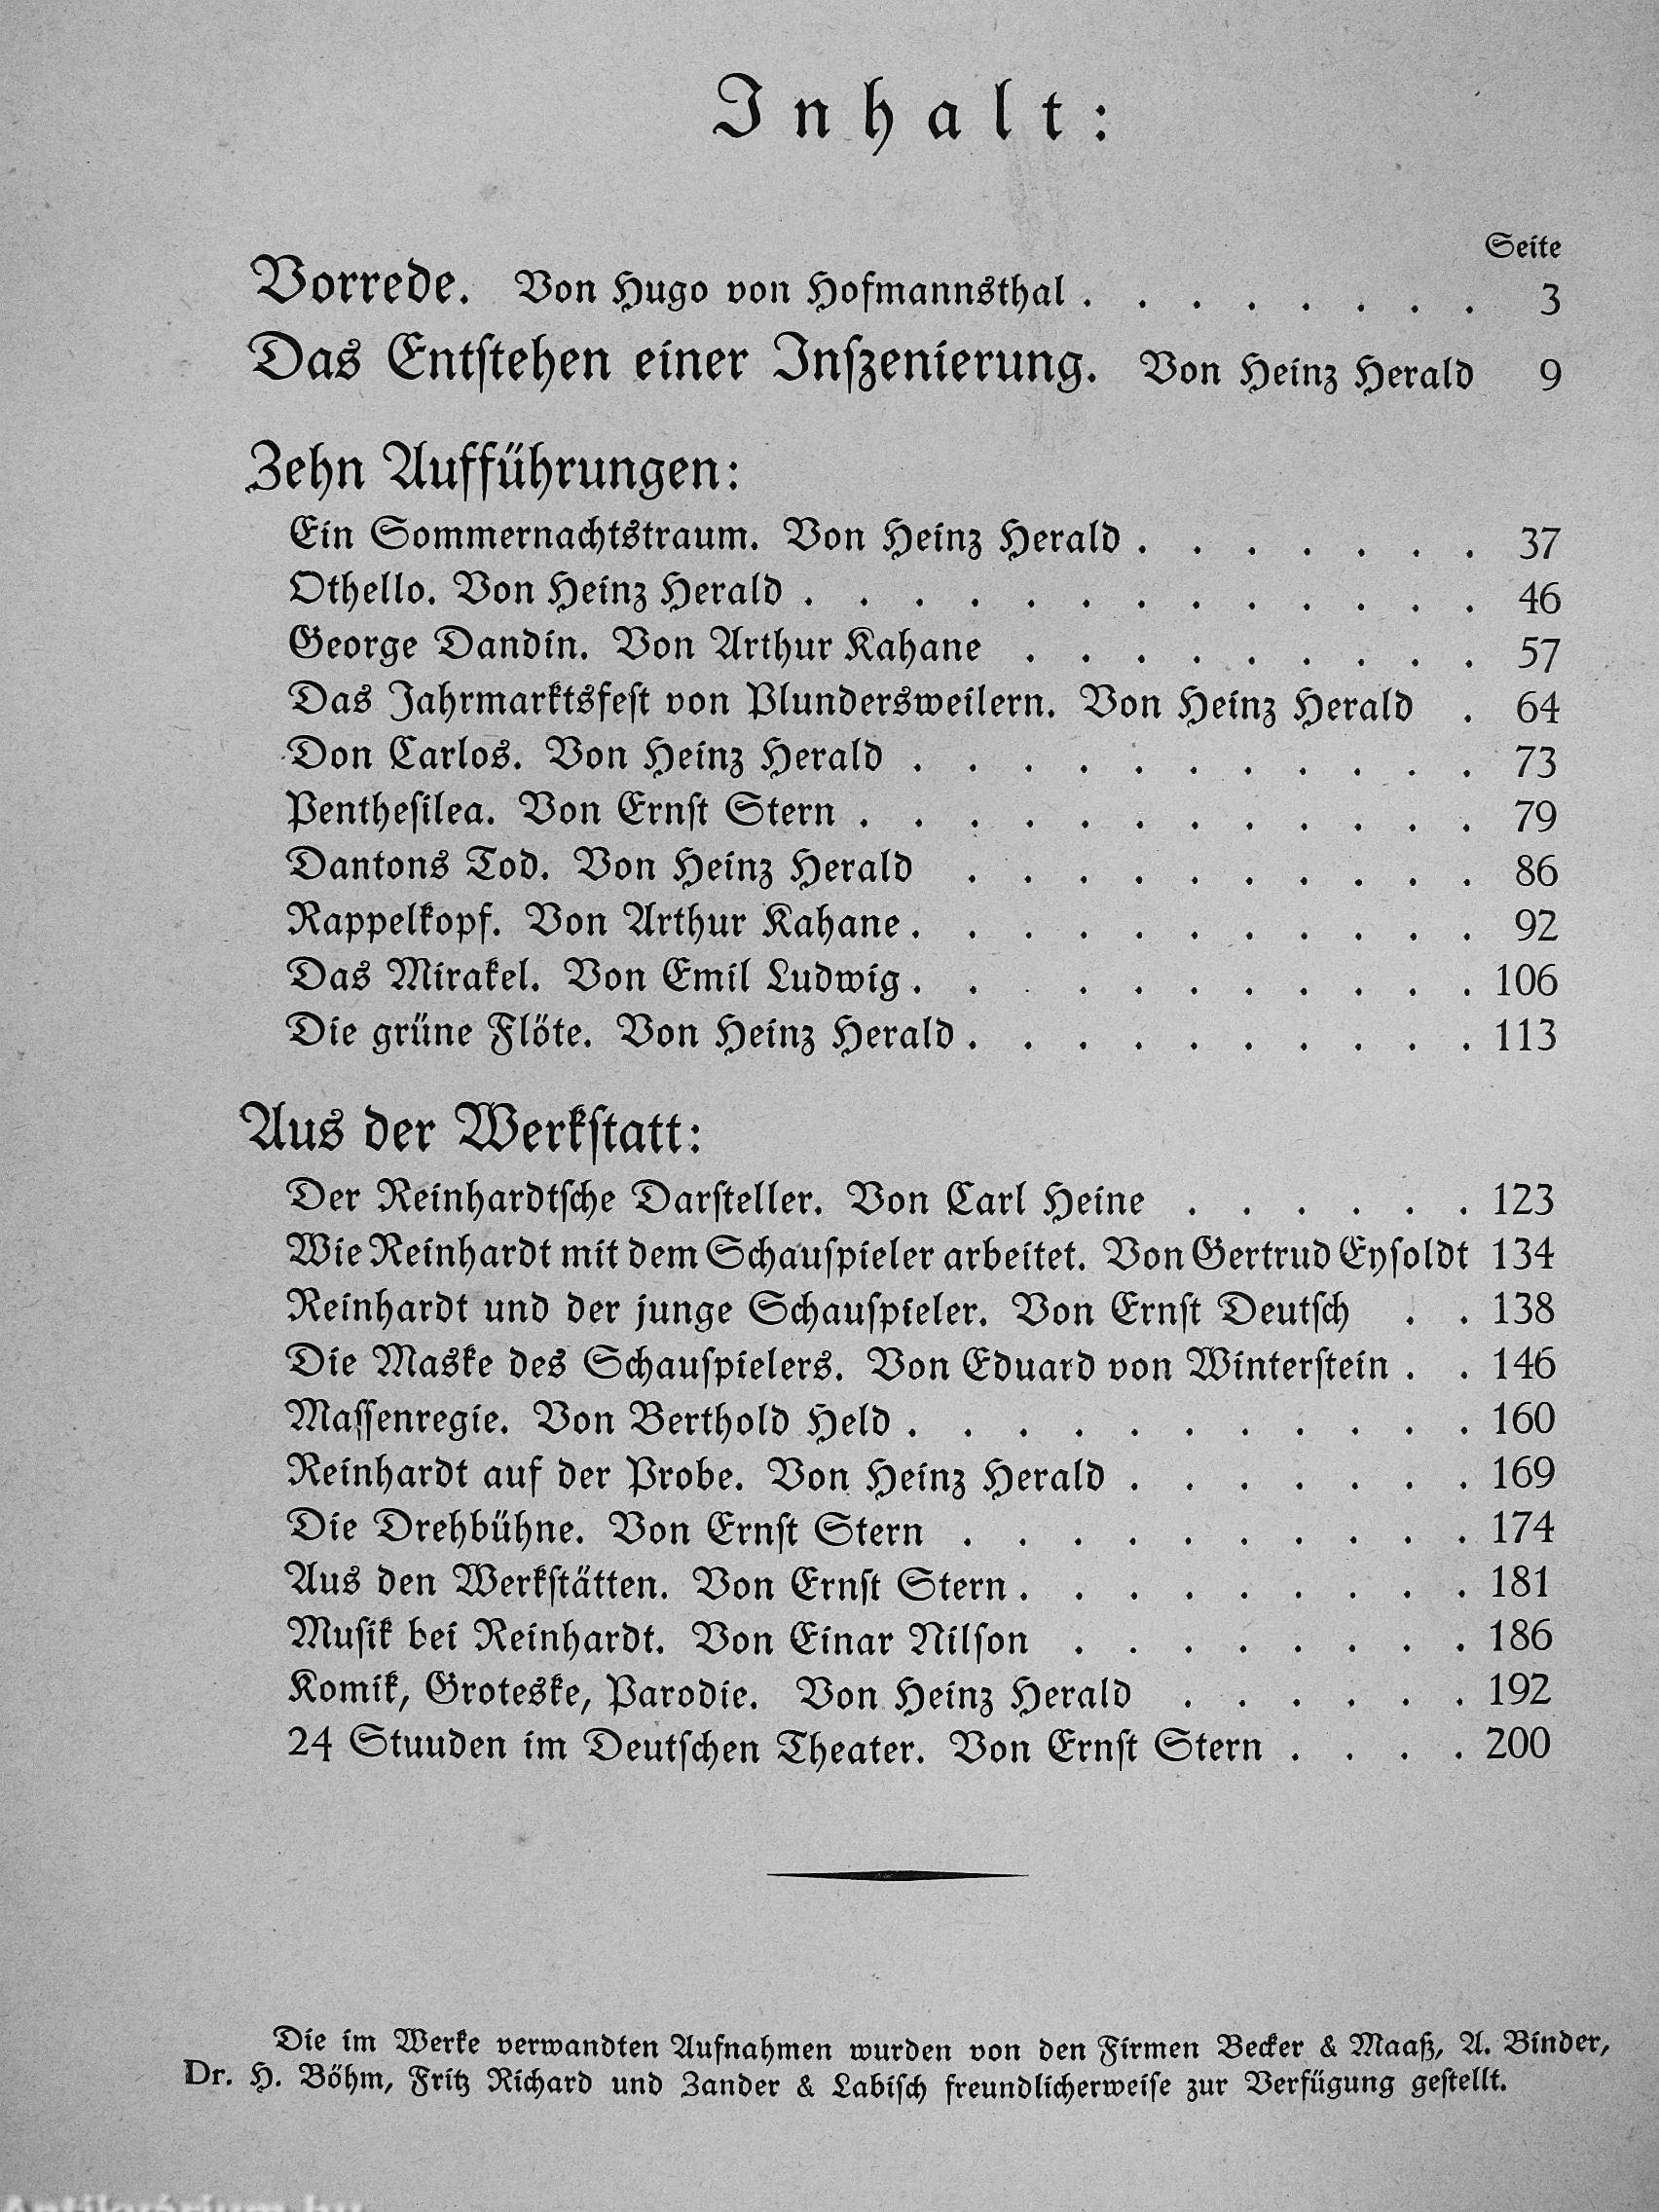 Inhalt:
Seite
Vorrede. Von Hugo von Hofmannsthal . . . . . . . . 3
Das Entstehen einer Inszenierung. Von Heinz Herald 9
Zehn Aufführungen:
Ein Sommernachtstraum. Von Heinz Herald . . . . . . . 37
Othello. Von Heinz Herald . . . . . . . . . . . . . 46
George Dandin. Von Arthur Kahane . . . . . . . . . 57
Das Jahrmarktsfest von Plundersweilern. Von Heinz Herald . 64
Don Carlos. Von Heinz Herald . . . . . . . . . . . 73
Penthesilea. Von Ernst Stern . . . . . . . . . . . . 79
Dantons Tod. Von Heinz Herald . . . . . . . . . . 86
Rappelkopf. Von Arthur Kahane . . . . . . . . . . . 92
Das Mirakel. Von Emil Ludwig . . . . . . . . . . . 106
Die grüne Flöte. Von Heinz Herald . . . . . . . . . . 113
Aus der Werkstatt:
Der Reinhardtsche Darsteller. Von Carl Heine . . . . . . 123
Wie Reinhardt mit dem Schauspieler arbeitet. Von Gertrud Eysoldt 134
Reinhardt und der junge Schauspieler. Von Ernst Deutsch . . 138
Die Maske des Schauspielers. Von Eduard von Winterstein . . 146
Massenregie. Von Berthold Held . . . . . . . . . . . 160
Reinhardt auf der Probe. Von Heinz Herald . . . . . . . 169
Die Drehbühne. Von Ernst Stern . . . . . . . . . . 174
Aus den Werkstätten. Von Ernst Stern . . . . . . . . . 181
Musik bei Reinhardt. Von Einar Nilson . . . . . . . . 186
Komik, Groteske, Parodie. Von Heinz Herald . . . . . . 192
24 Stuuden im Deutschen Theater. Von Ernst Stern . . . . 200
Die im Werke verwandten Aufnahmen wurden von den Firmen Becker & Maaß, A. Binder,
Dr. H. Böhm, Fritz Richard und Zander & Labisch freundlicherweise zur Verfügung gestellt.
Antikvárium.hu